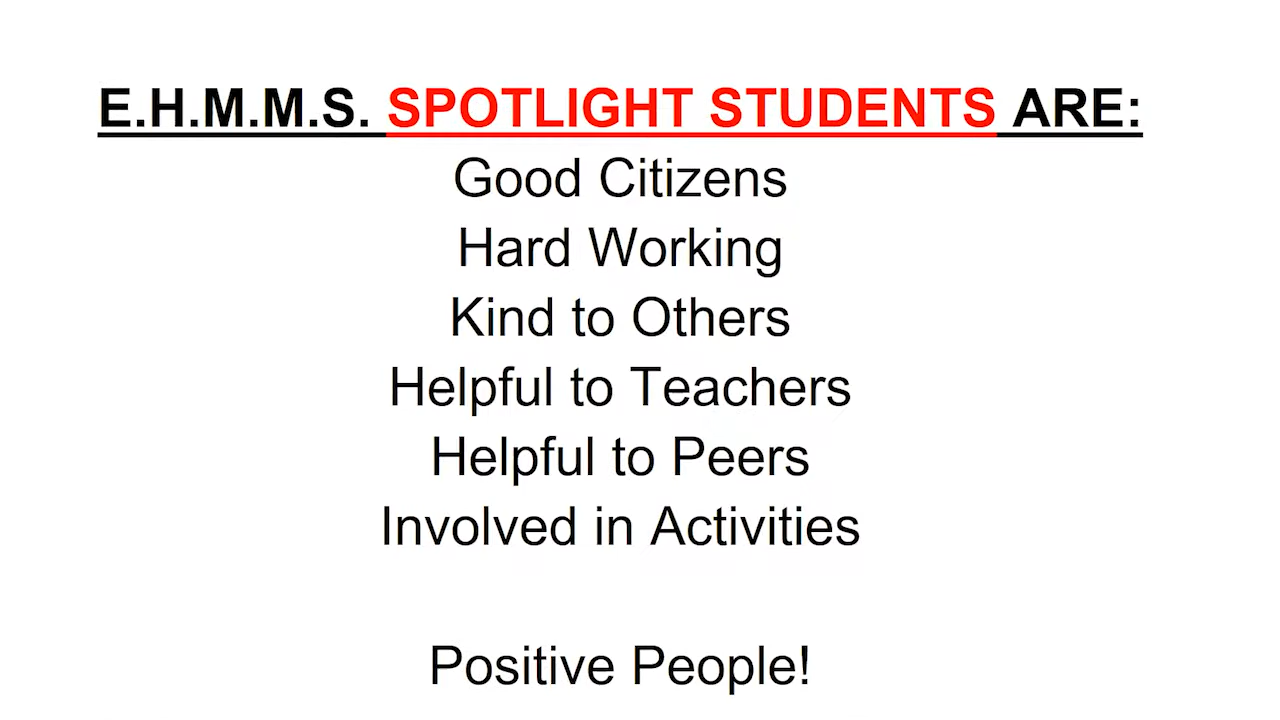 E.H.M.M.S. SPOTLIGHT STUDENTS ARE:
Good Citizens
Hard Working
Kind to Others
Helpful to Teachers
Helpful to Peers
Involved in Activities
Positive People!